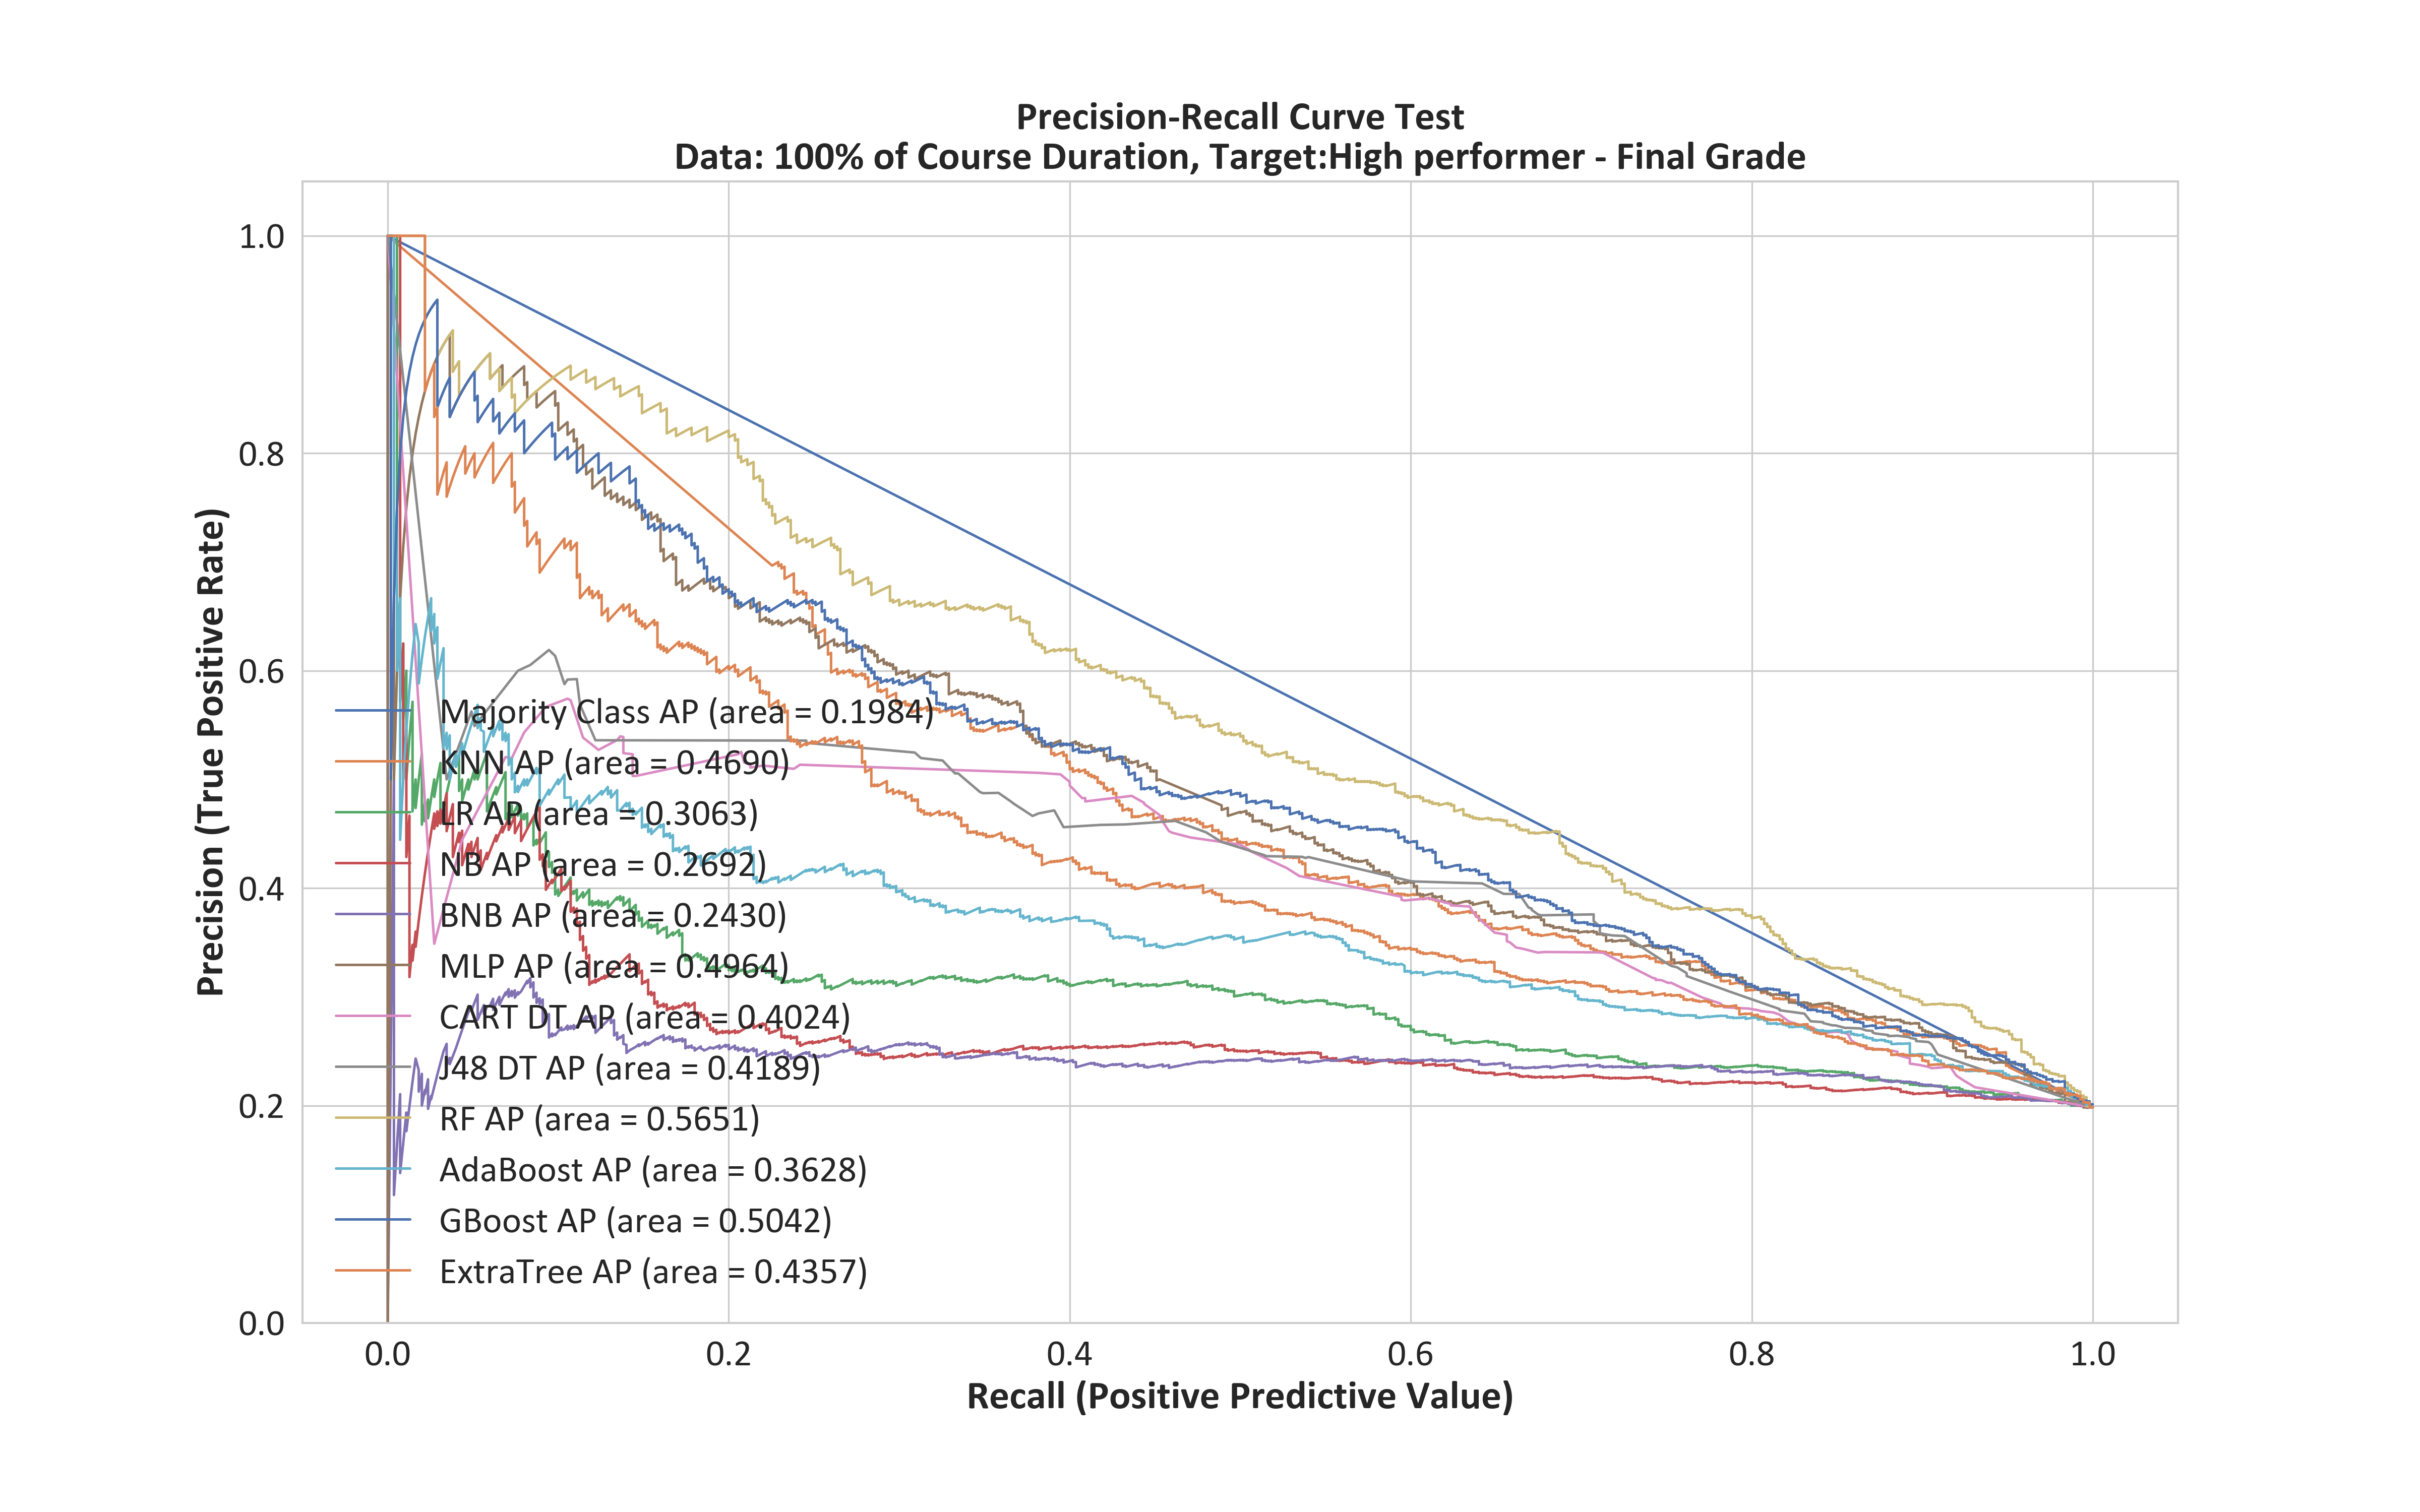 Precision-Recall Curve Test
Data: 100% of Course Duration, Target:High performer - Final Grade
Precision (True Positive Rate)
1.0
0.8
0.6
0.4
0.2
0.0
Majority Class AP (area = 0.1984)
KNN AP (area = 0.4690)
LR AP (area = 0.3063)
NB AP (area = 0.2692)
BNB AP (area = 0.2430)
MLP AP (area = 0.4964)
CART DT AP (area = 0.4024)
J48 DT AP (area = 0.4189)
RF AP (area = 0.5651)
AdaBoost AP (area = 0.3628)
GBoost AP (area = 0.5042)
ExtraTree AP (area = 0.4357)
0.0 0.2 0.4 0.6 0.8 1.0
Recall (Positive Predictive Value)